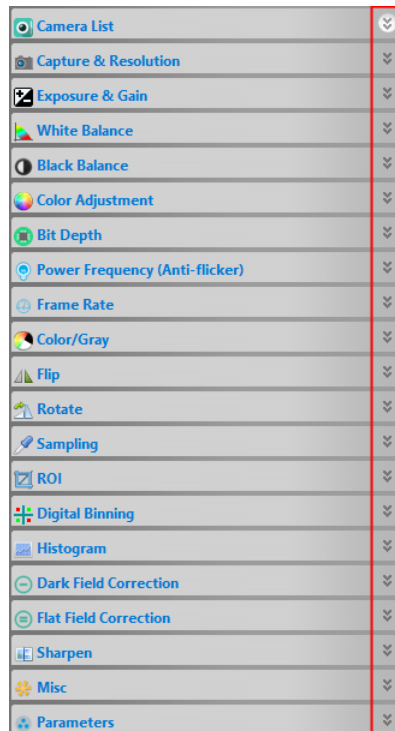 Camera List
Capture & Resolution
Exposure & Gain
White Balance
Black Balance
Color Adjustment
Bit Depth
Power Frequency (Anti-flicker)
Frame Rate
Color/Gray
Flip
Rotate
Sampling
ROI
Digital Binning
Histogram
Dark Field Correction
Flat Field Correction
Sharpen
Misc
Parameters